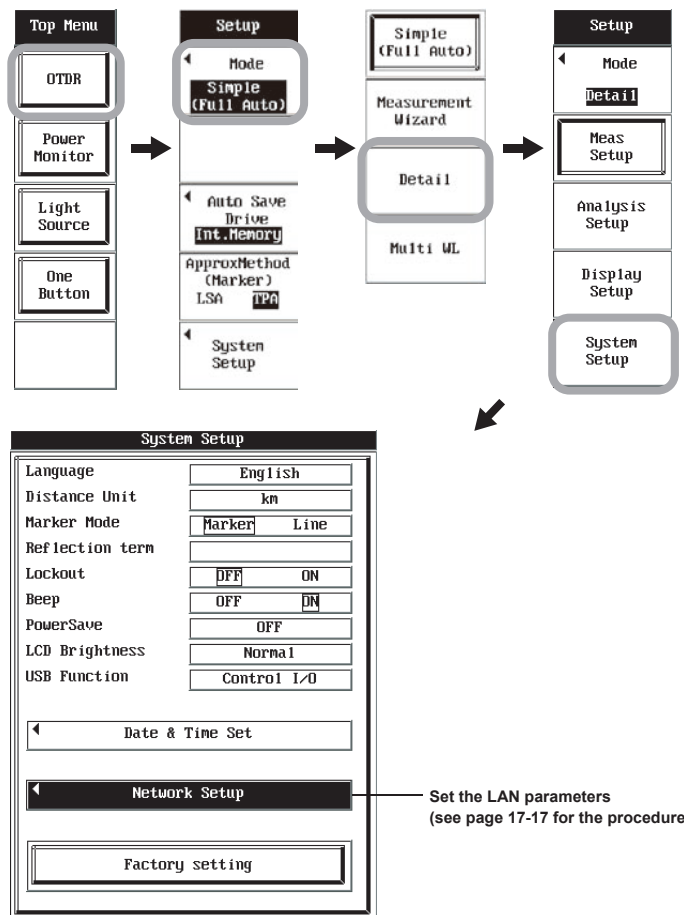 Top Menu
OTDR
Power
Monitor
Light
Source
One
Button
Setup
Mode
Simple
(Full Auto)
Auto Save
Drive
Int.Memory
ApproxMethod
(Marker)
LSA TPA
System
Setup
Simple
(Full Auto)
Measurement
Wizard
Detail
Multi WL
Setup
Mode
Detail
Meas
Setup
Analysis
Setup
Display
Setup
System
Setup
System Setup
Language English
Distance Unit km
Marker Mode Marker Line
Reflection term
Lockout OFF ON
Beep OFF ON
PowerSave OFF
LCD Brightness Normal
USB Function Control I/O
Date & Time Set
Network Setup
Set the LAN parameters
(see page 17-17 for the procedure
Factory setting